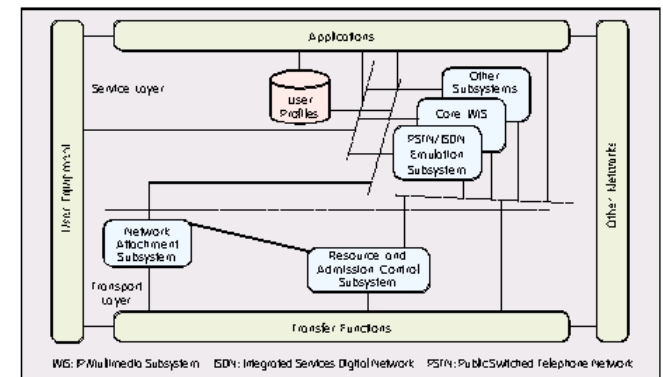 Applications
Service Layer
User
Profiles
Other
Subsystems
Core IMS
PSTN/ISDN
Emulation
Subsystem
User Equipment
Other Networks
Network
Attachment
Subsystem
Resource and
Admission Control
Subsystem
Transport
Layer
Transfer Functions
IMS: IP Multimedia Subsystem ISDN: Integrated Services Digital Network PSTN: Public Switched Telephone Network